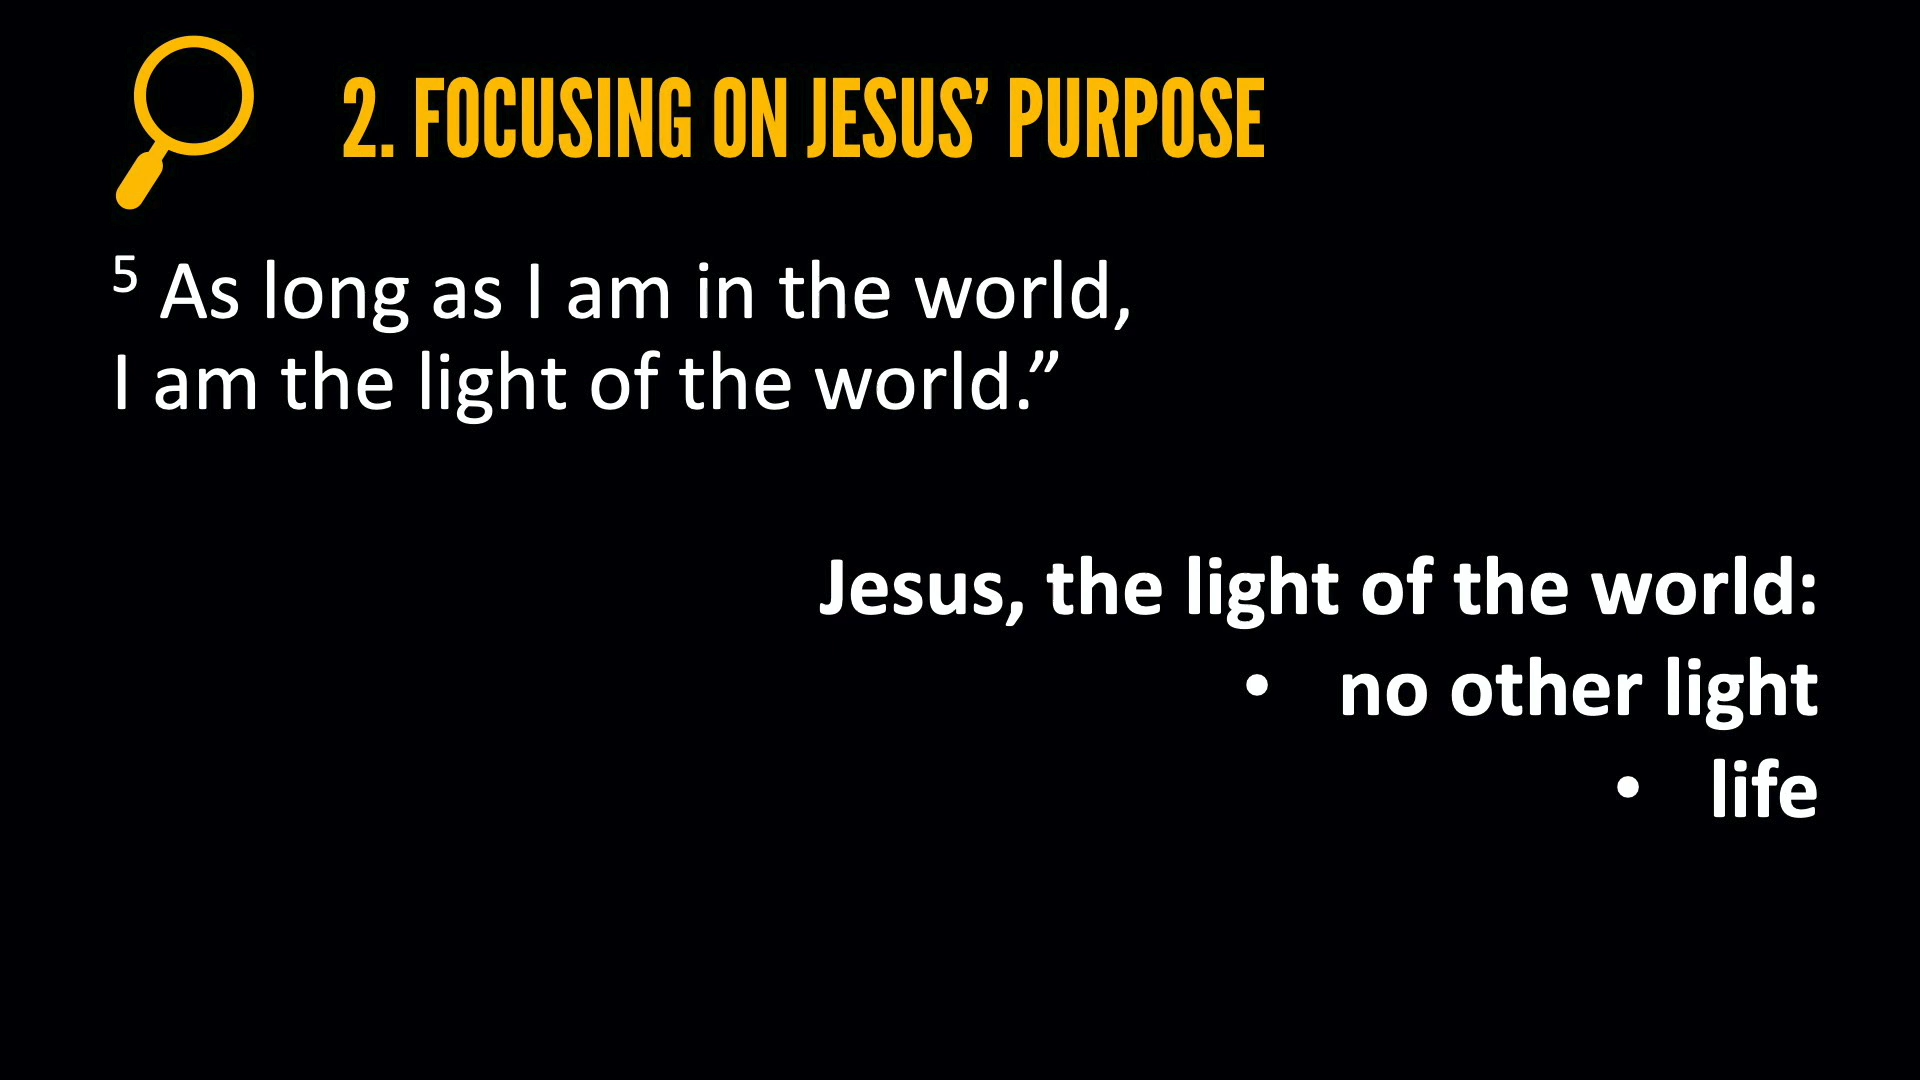 2. FOCUSING ON JESUS’ PURPOSE
5 As long as I am in the world,
I am the light of the world.”
Jesus, the light of the world:
• no other light
• life